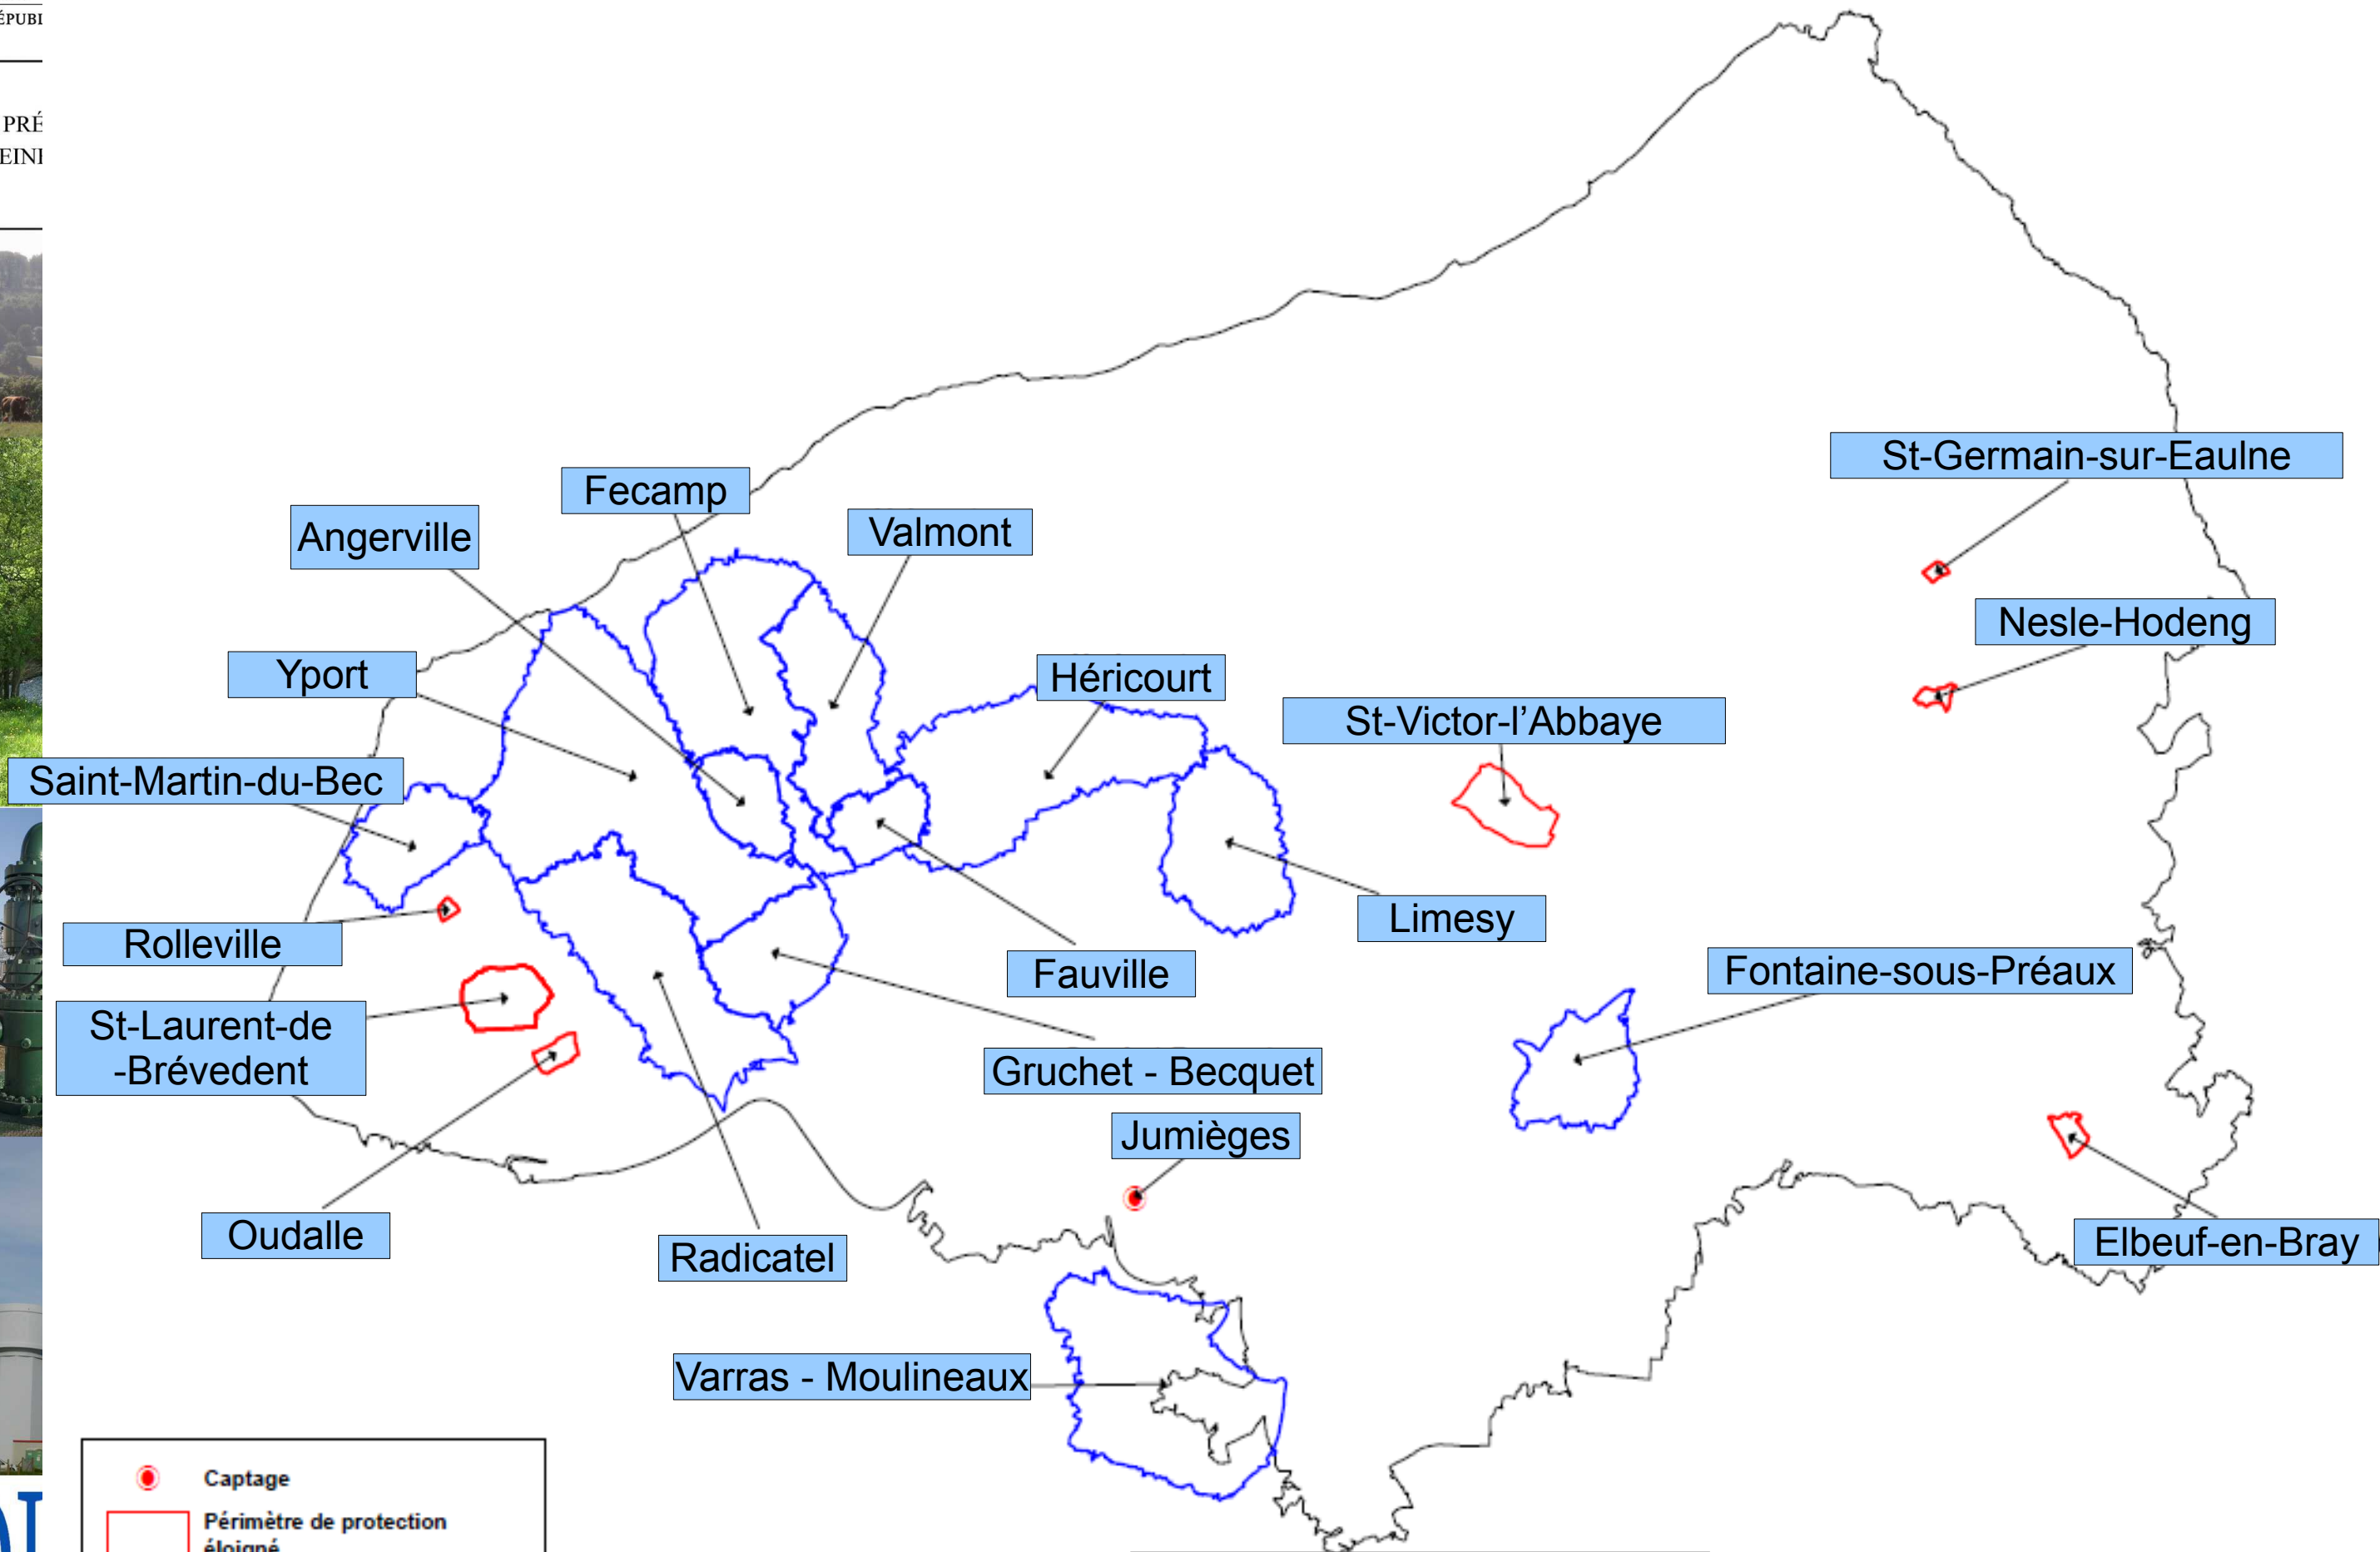 PRÉ
Fecamp
Angerville
Valmont
St-Germain-sur-Eaulne
Nesle-Hodeng
Yport
Héricourt
St-Victor-l’Abbaye
Saint-Martin-du-Bec
Rolleville
Limesy
Fauville
Fontaine-sous-Préaux
St-Laurent-de
-Brévedent
Gruchet - Becquet
Jumièges
Oudalle
Radicatel
Elbeuf-en-Bray
Varras - Moulineaux
Captage
Périmètre de protection
éloigné